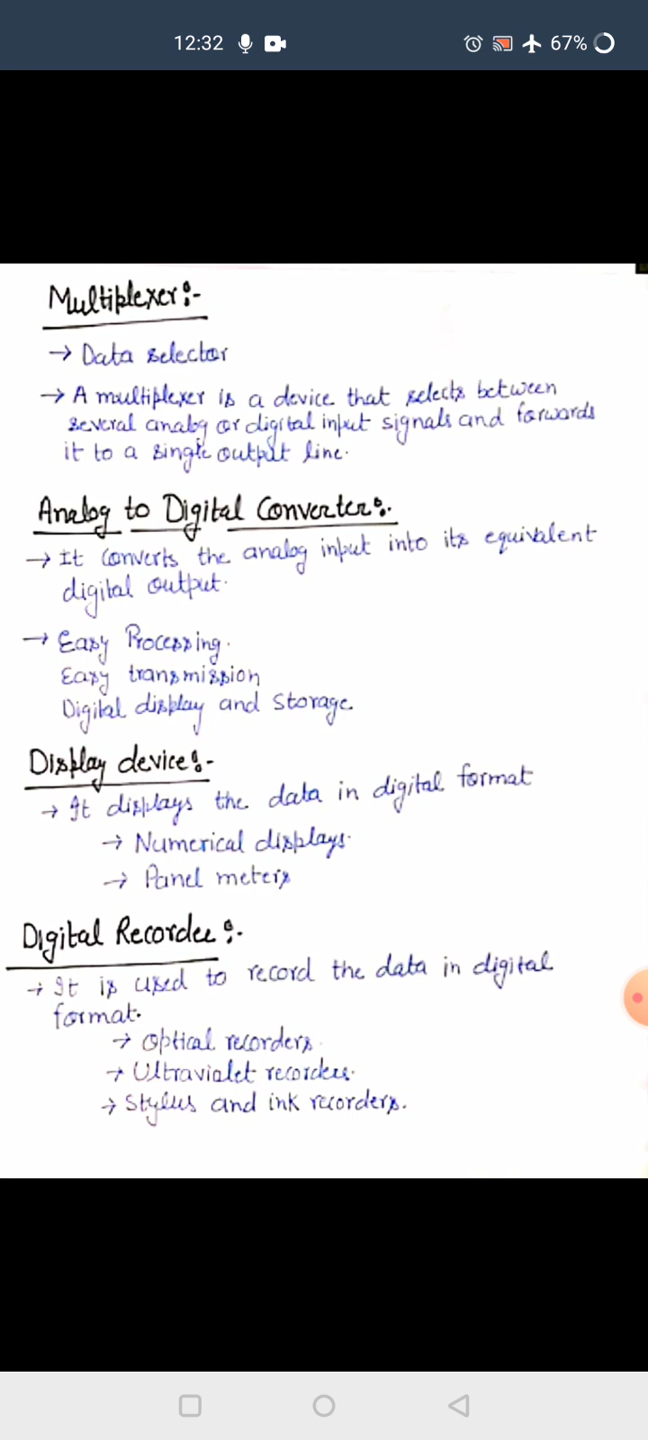 12:32
67%
Multiplexer:-
→ Data selector
→ A multiplexer is a device that selects between
several analog or digital input signals and forwards
it to a single output line.
Analog to Digital Converter:-
→ It converts the analog input into its equivalent
digital output.
→ Easy Processing.
Easy transmission
Digital display and storage.
Display device:-
→ It displays the data in digital format
→ Numerical displays.
→ Panel meters
Digital Recorder:-
→ It is used to record the data in digital
format.
→ Optical recorders.
→ Ultraviolet recorders.
→ Stylus and ink recorders.